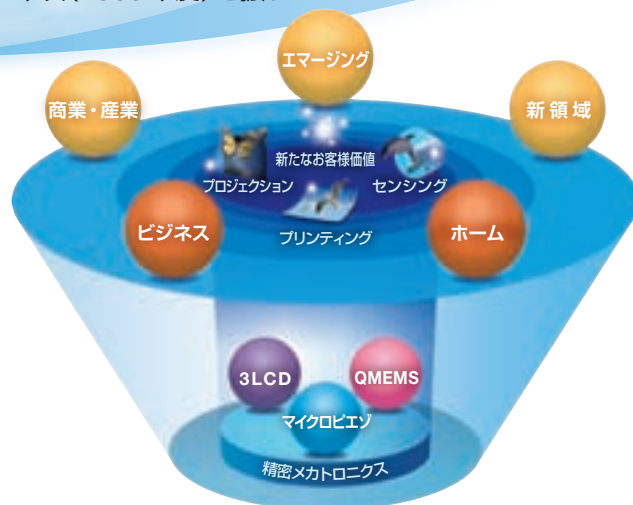 エマージング
商業・産業
新領域
新たなお客様価値
プロジェクション
センシング
プリンティング
ビジネス
ホーム
3LCD
QMEMS
マイクロピエゾ
精密メカトロニクス